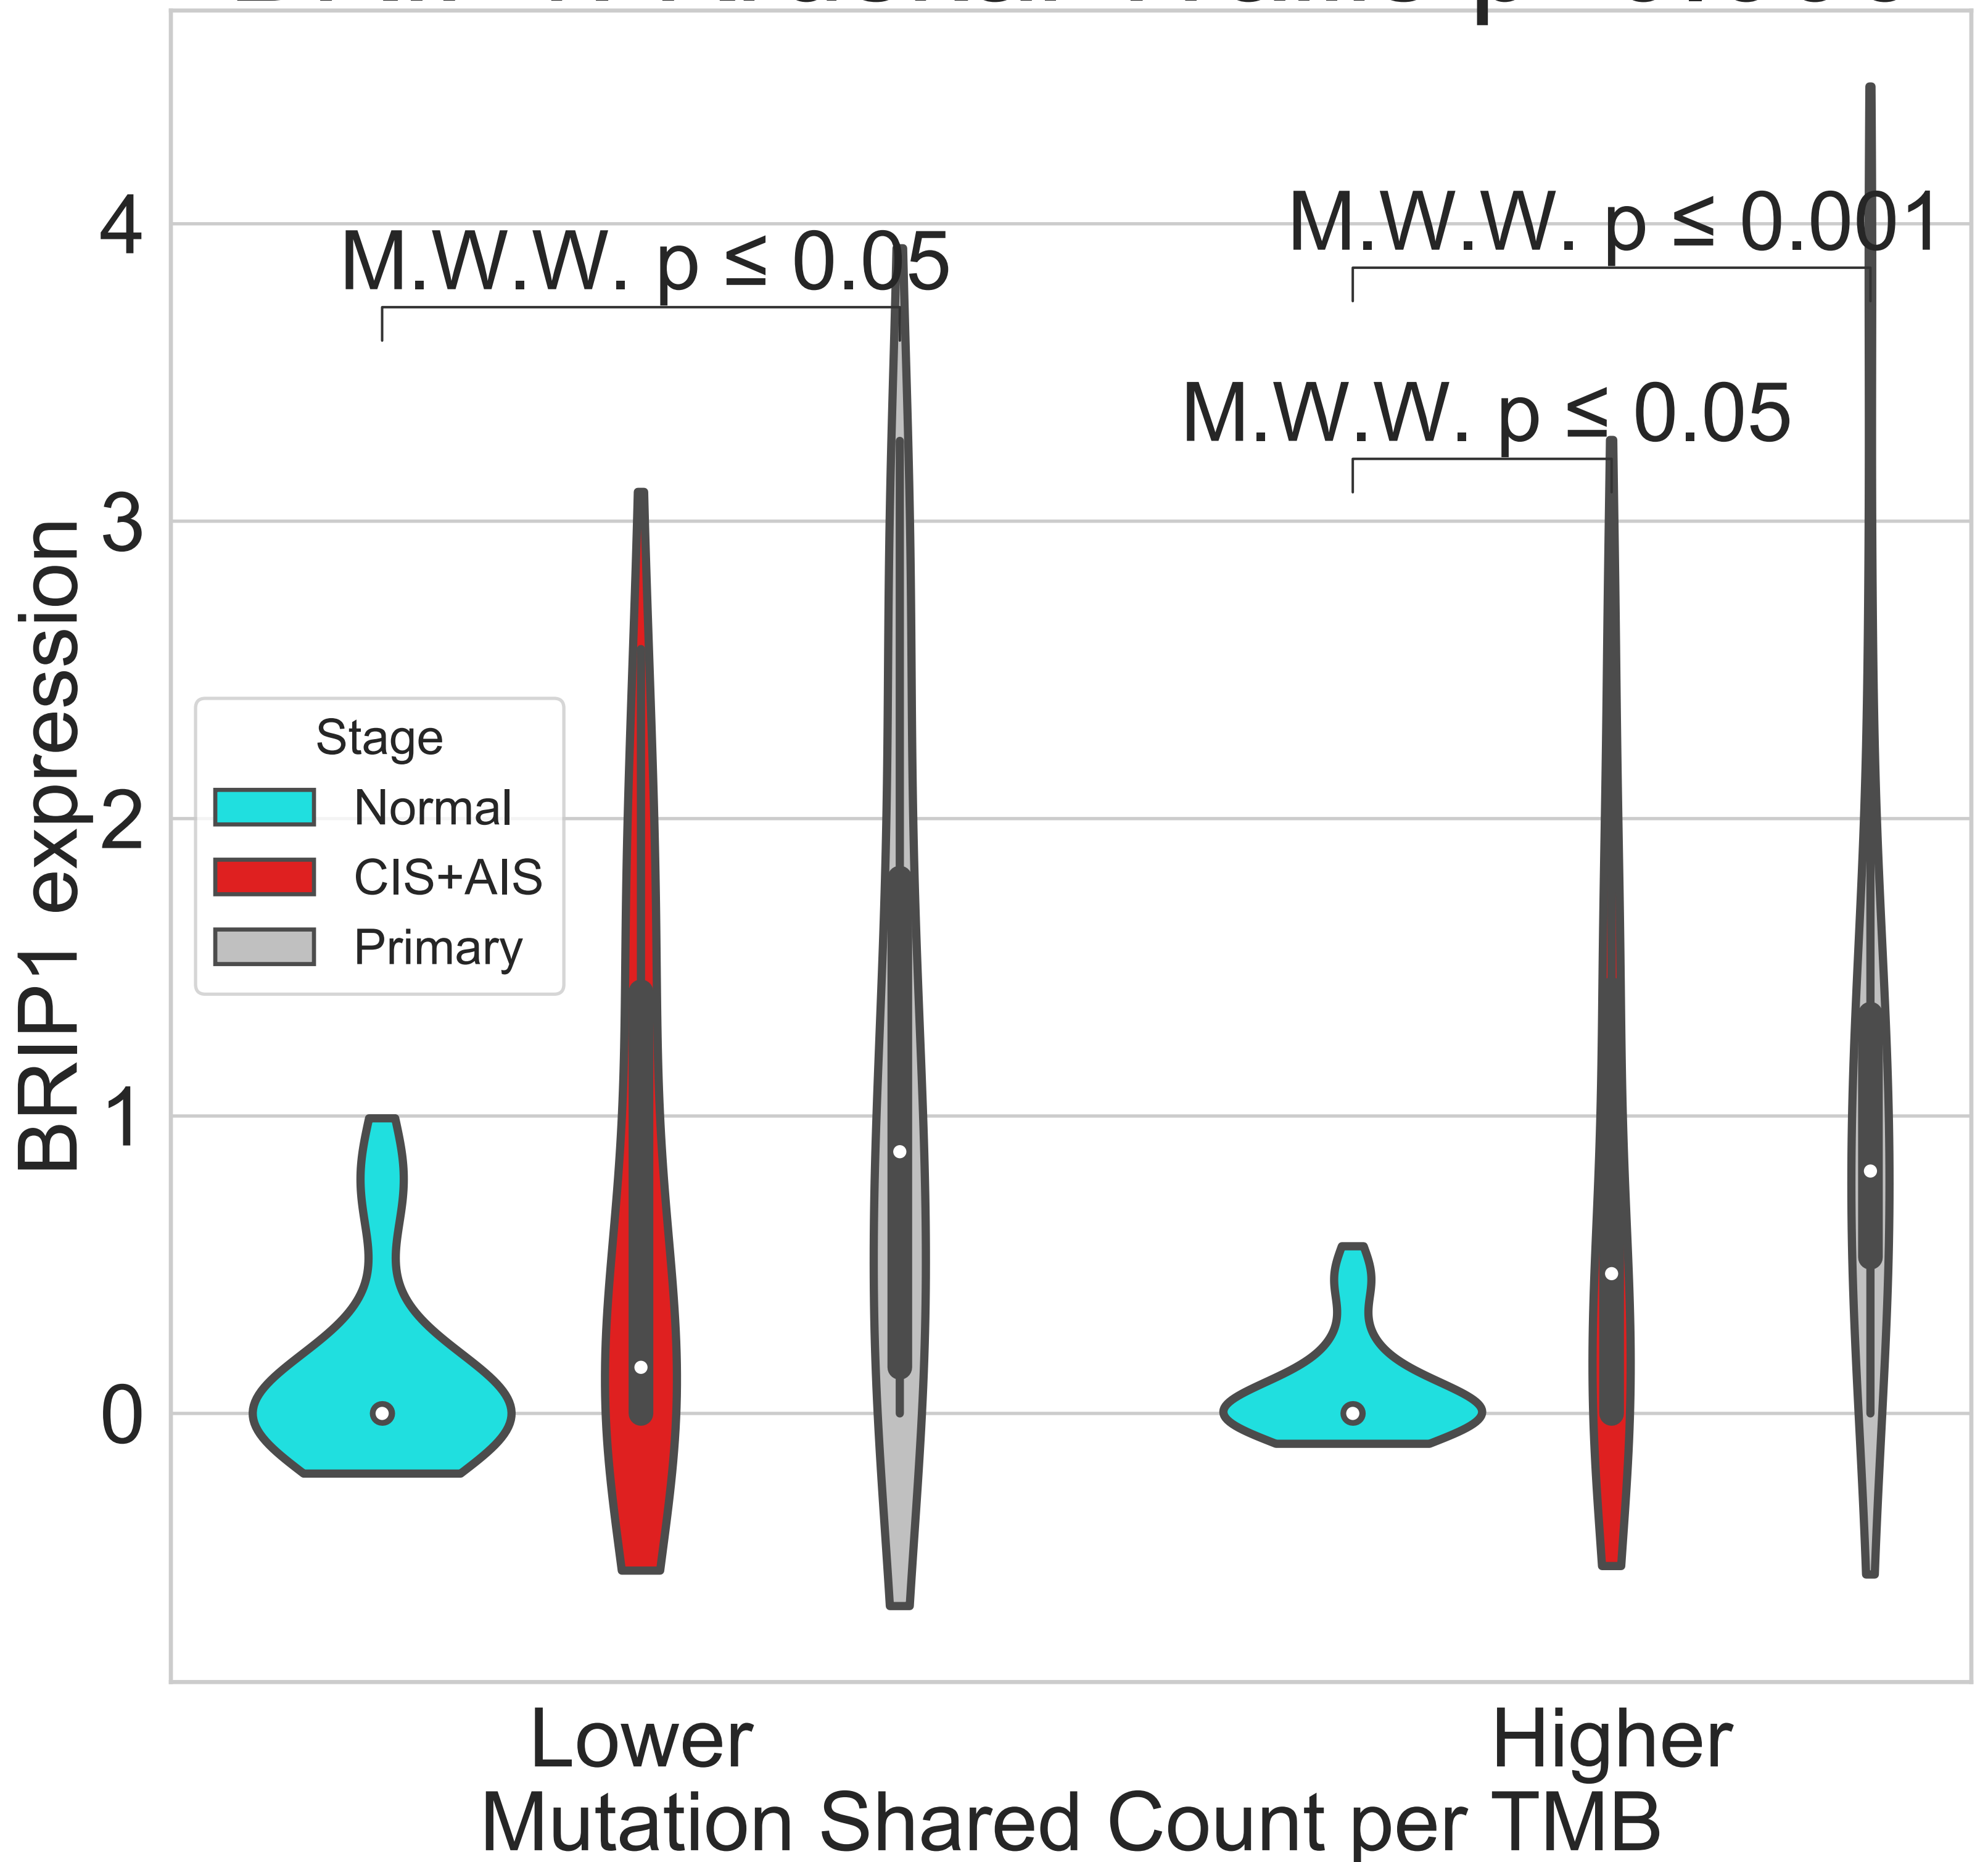 M.W.W. p ≤ 0.001
M.W.W. p ≤ 0.05
M.W.W. p ≤ 0.05
BRIP1 expression
4
3
2
1
0
Stage
Normal
CIS+AIS
Primary
Lower
Higher
Mutation Shared Count per TMB